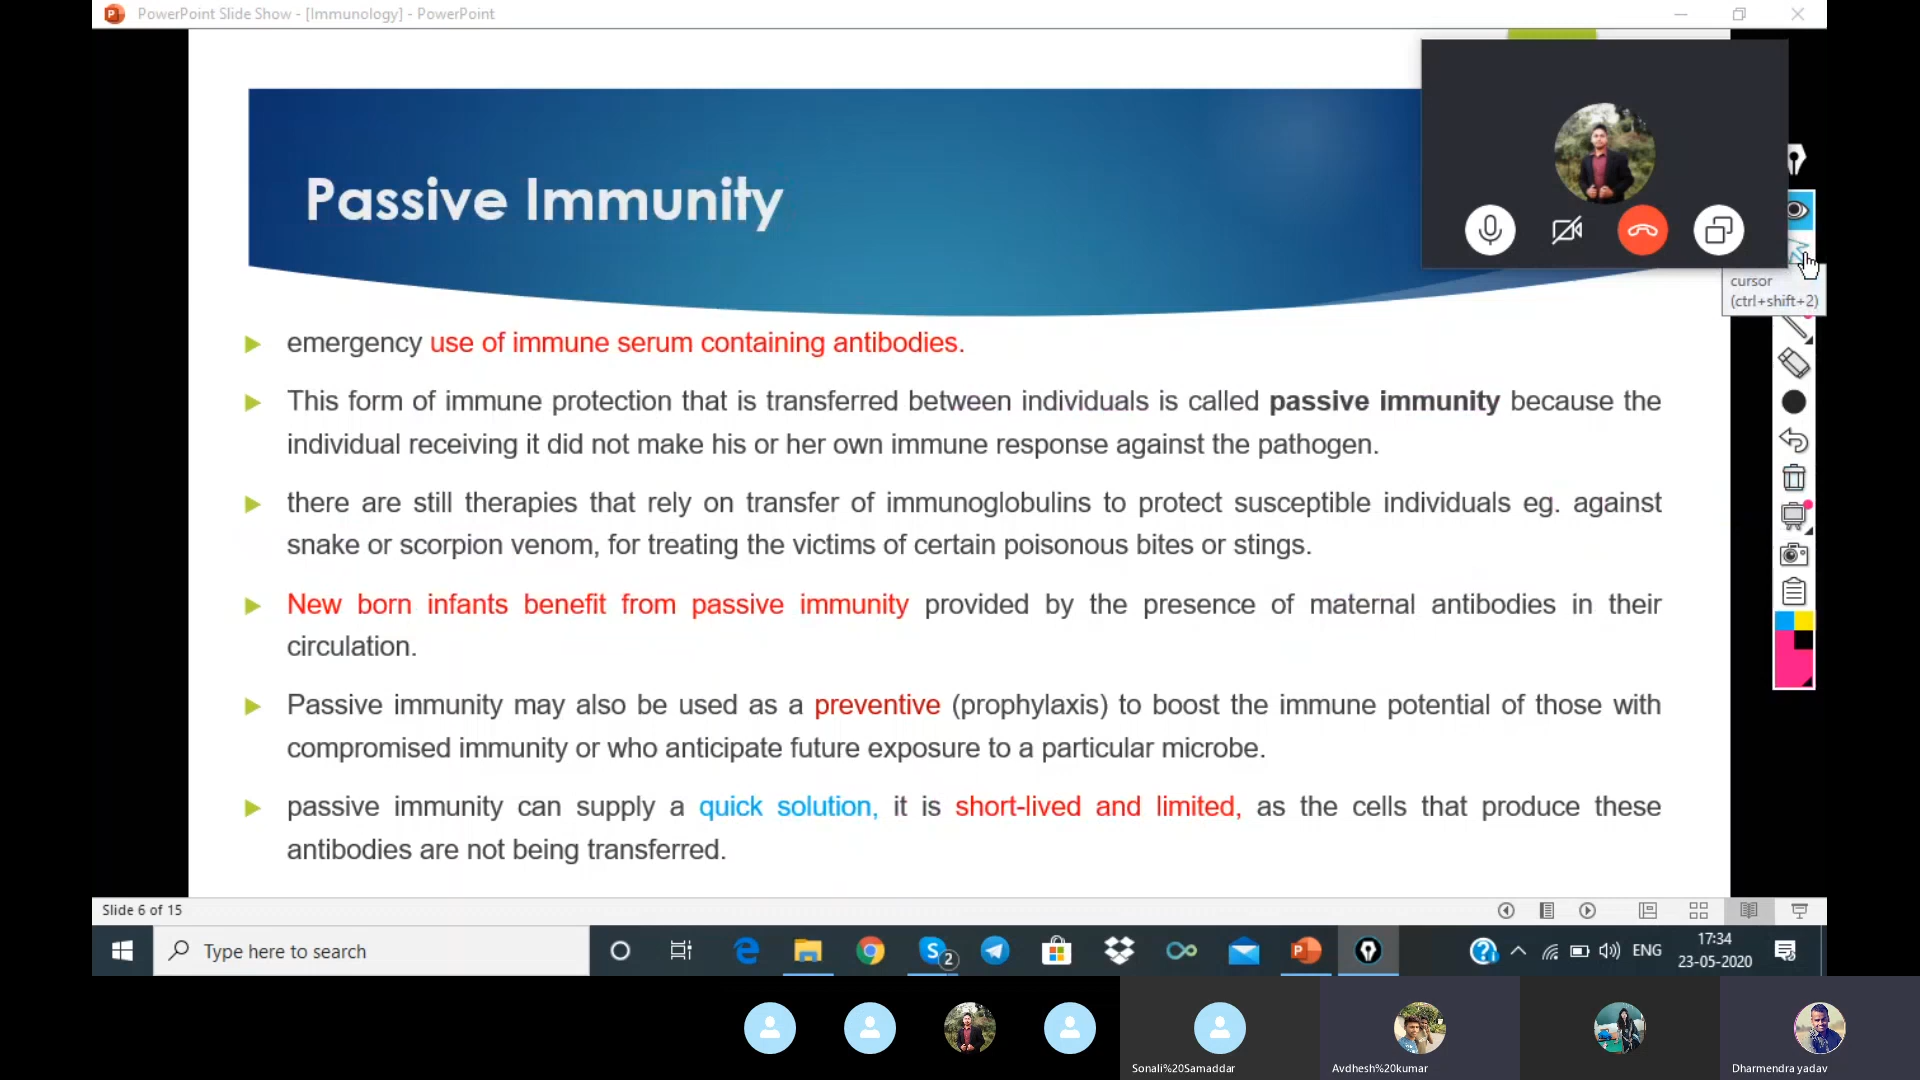 PowerPoint Slide Show - [Immunology] - PowerPoint
Passive Immunity
cursor
(ctrl+shift+2)
emergency use of immune serum containing antibodies.
This form of immune protection that is transferred between individuals is called passive immunity because the
individual receiving it did not make his or her own immune response against the pathogen.
there are still therapies that rely on transfer of immunoglobulins to protect susceptible individuals eg. against
snake or scorpion venom, for treating the victims of certain poisonous bites or stings.
New born infants benefit from passive immunity provided by the presence of maternal antibodies in their
circulation.
Passive immunity may also be used as a preventive (prophylaxis) to boost the immune potential of those with
compromised immunity or who anticipate future exposure to a particular microbe.
passive immunity can supply a quick solution, it is short-lived and limited, as the cells that produce these
antibodies are not being transferred.
Slide 6 of 15
Type here to search
2
ENG
17:34
23-05-2020
Sonali%20Samaddar
Avdhesh%20kumar
Dharmendra yadav